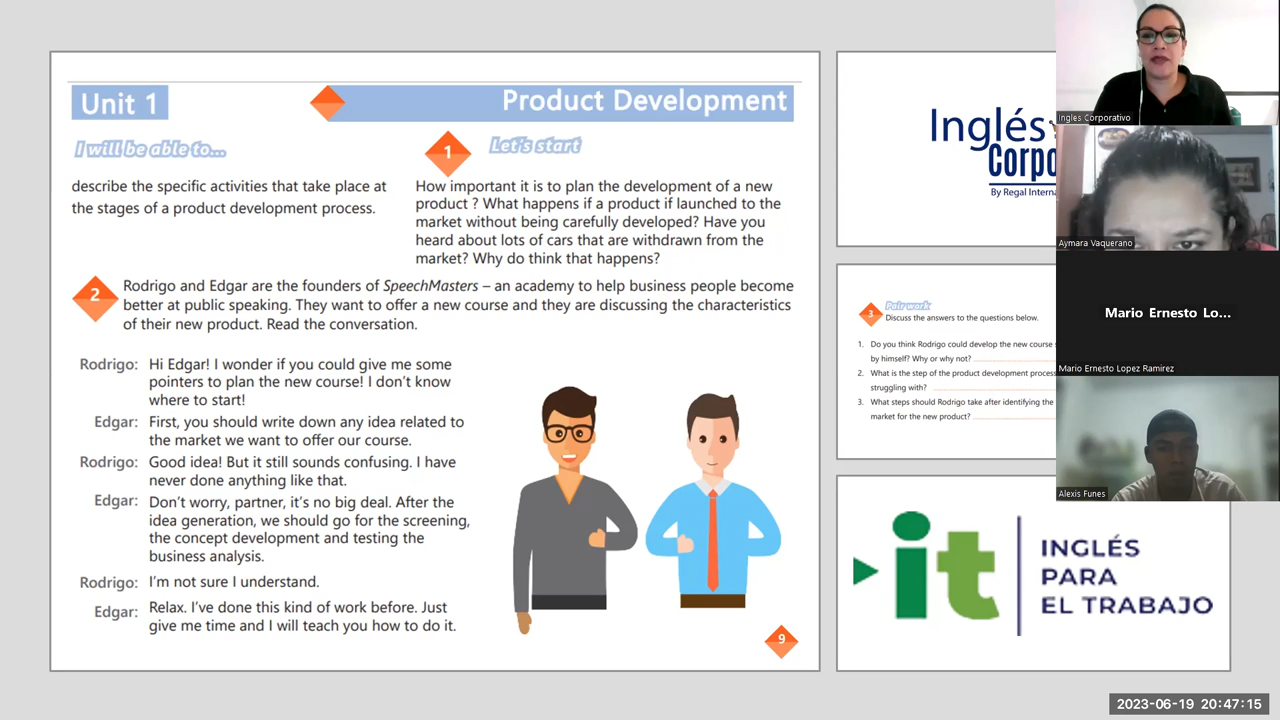 Unit 1
Product Development
I will be able to...
1
Let's start
describe the specific activities that take place at
the stages of a product development process.
How important it is to plan the development of a new
product ? What happens if a product if launched to the
market without being carefully developed? Have you
heard about lots of cars that are withdrawn from the
market? Why do think that happens?
2
Rodrigo and Edgar are the founders of SpeechMasters – an academy to help business people become
better at public speaking. They want to offer a new course and they are discussing the characteristics
of their new product. Read the conversation.
Rodrigo: Hi Edgar! I wonder if you could give me some
pointers to plan the new course! I don't know
where to start!
Edgar: First, you should write down any idea related to
the market we want to offer our course.
Rodrigo: Good idea! But it still sounds confusing. I have
never done anything like that.
Edgar: Don't worry, partner, it's no big deal. After the
idea generation, we should go for the screening,
the concept development and testing the
business analysis.
Rodrigo: I'm not sure I understand.
Edgar: Relax. I've done this kind of work before. Just
give me time and I will teach you how to do it.
9
Inglés
Corpo
By Regal Interna
3
Pair work
Discuss the answers to the questions below.
1. Do you think Rodrigo could develop the new course
by himself? Why or why not?
2. What is the step of the product development process
struggling with?
3. What steps should Rodrigo take after identifying the
market for the new product?
it
INGLÉS
PARA
EL TRABAJO
Ingles Corporativo
Aymara Vaquerano
Mario Ernesto Lo...
Mario Ernesto Lopez Ramirez
Alexis Funes
2023-06-19 20:47:15